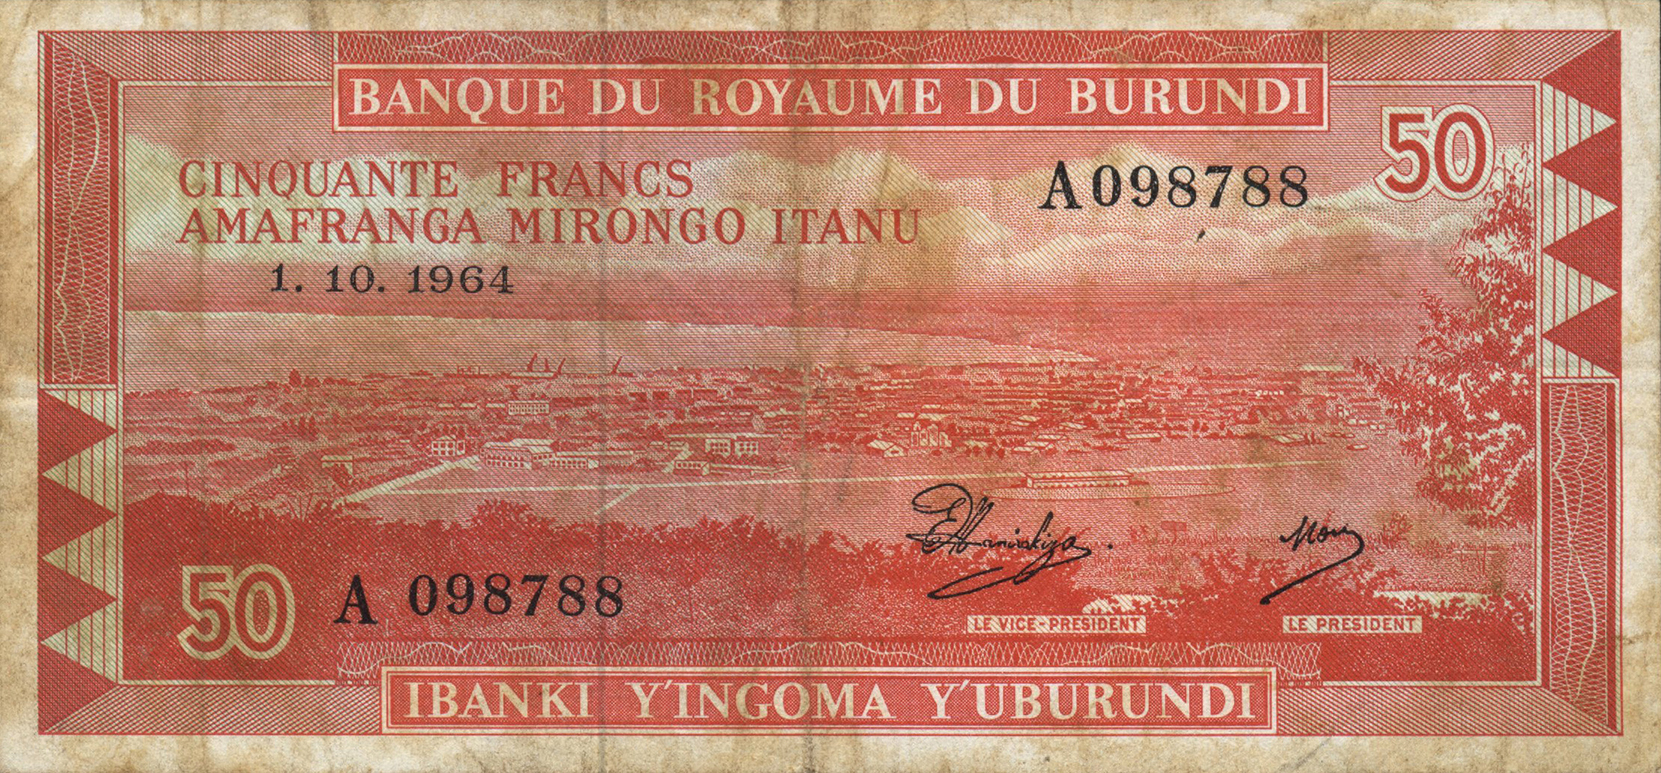 BANQUE DU ROYAUME DU BURUNDI
50
CINQUANTE FRANCS
A098788
AMAFRANGA MIRONGO ITANU
1. 10. 1964
50
A 098788
LE VICE-PRESIDENT
LE PRESIDENT
IBANKI Y'INGOMA Y'UBURUNDI